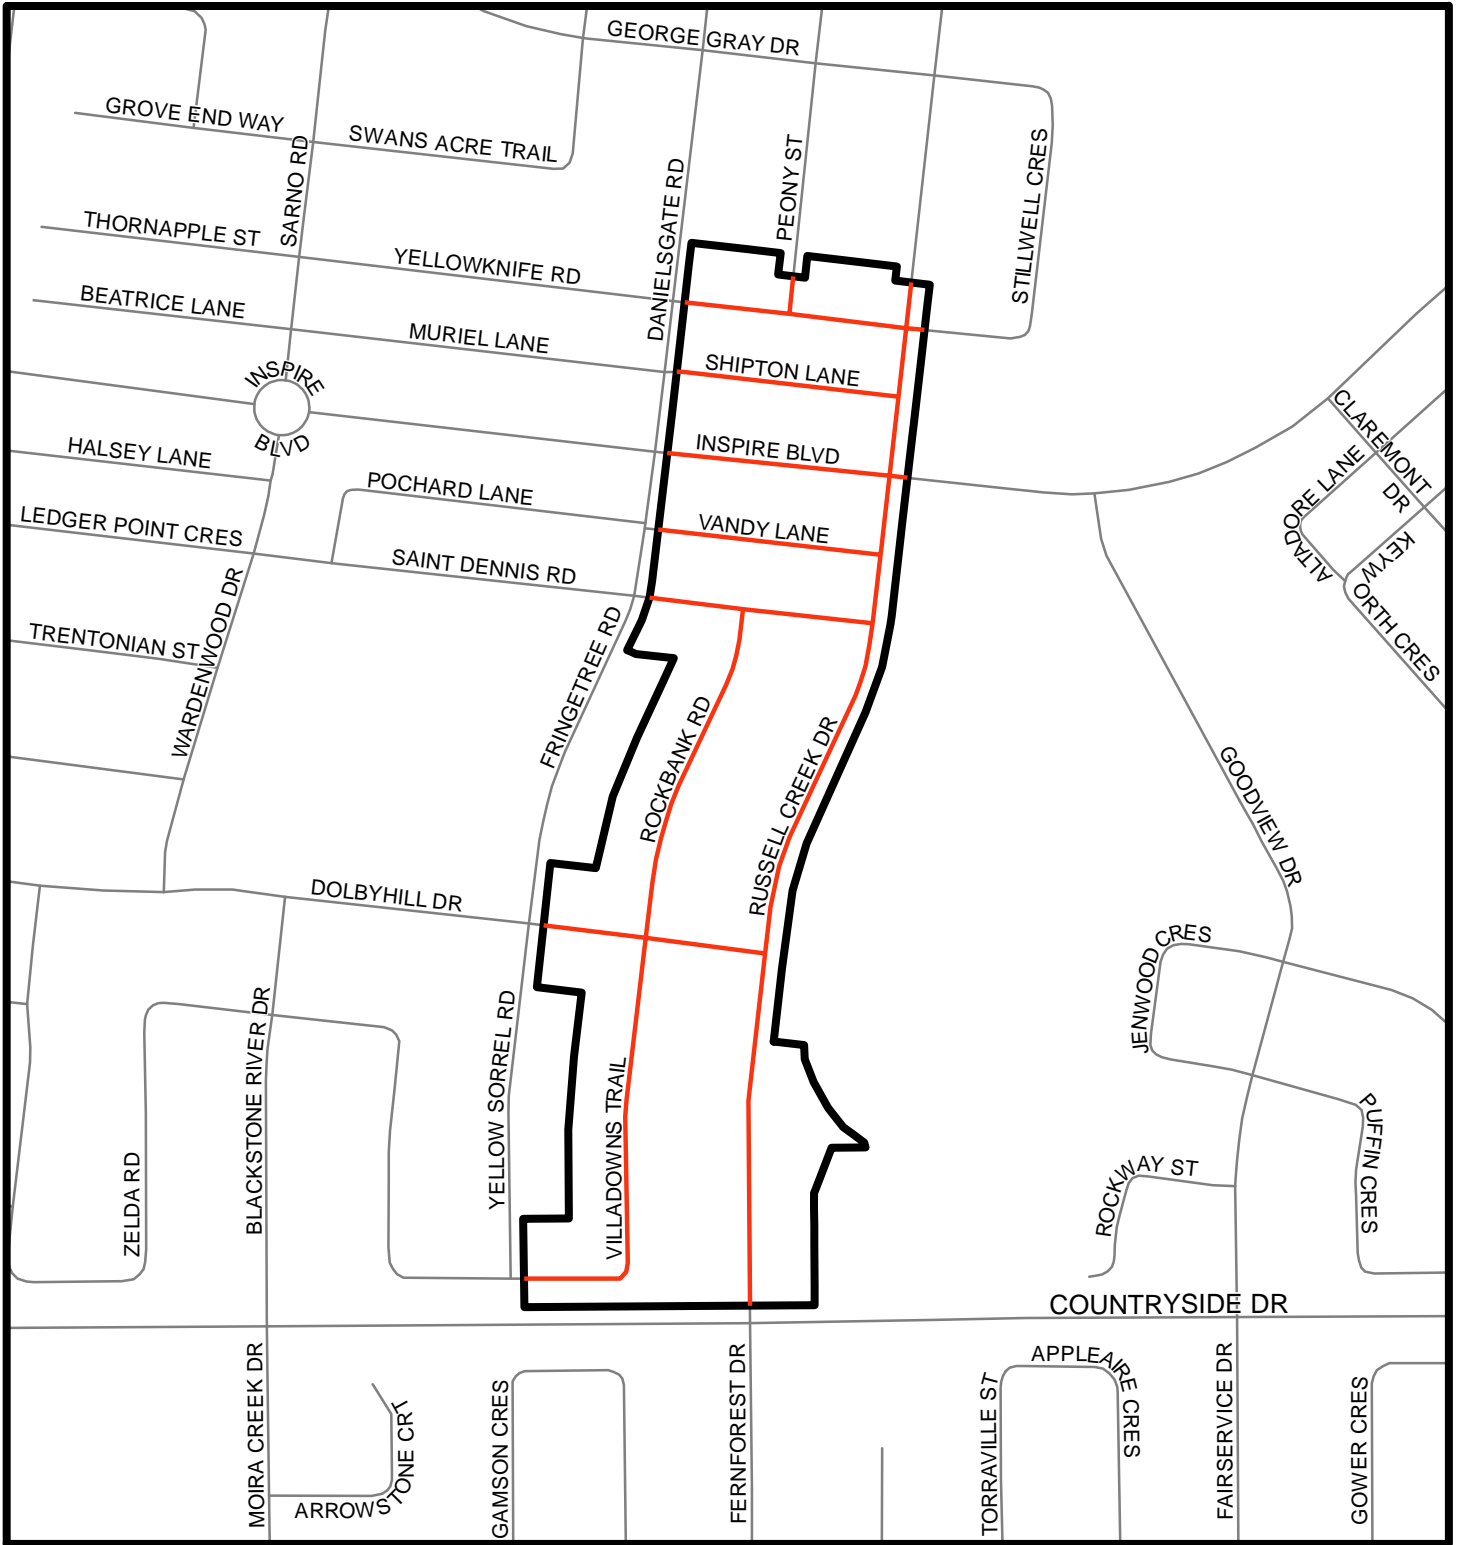 GEORGE GRAY DR
GROVE END WAY
SWANS ACRE TRAIL
SARNO RD
PEONY ST
STILLWELL CRES
DANIELSGATE RD
THORNAPPLE ST
YELLOWKNIFE RD
BEATRICE LANE
MURIEL LANE
SHIPTON LANE
INSPIRE
BLVD
INSPIRE BLVD
HALSEY LANE
POCHARD LANE
VANDY LANE
LEDGER POINT CRES
SAINT DENNIS RD
CLAREMONT
DR
ALTADORE LANE
KEYWORTH CRES
TRENTONIAN ST
WARDENWOOD DR
FRINGETREE RD
ROCKBANK RD
RUSSELL CREEK DR
GOODVIEW DR
DOLBYHILL DR
JENWOOD CRES
BLACKSTONE RIVER DR
YELLOW SORREL RD
VILLADOWNS TRAIL
ZELDA RD
ROCKWAY ST
PUFFIN CRES
COUNTRYSIDE DR
MOIRA CREEK DR
ARROWSTONE CRT
GAMSON CRES
FERNFOREST DR
TORRAVILLE ST
APPLEAIRE CRES
FAIRSERVICE DR
GOWER CRES